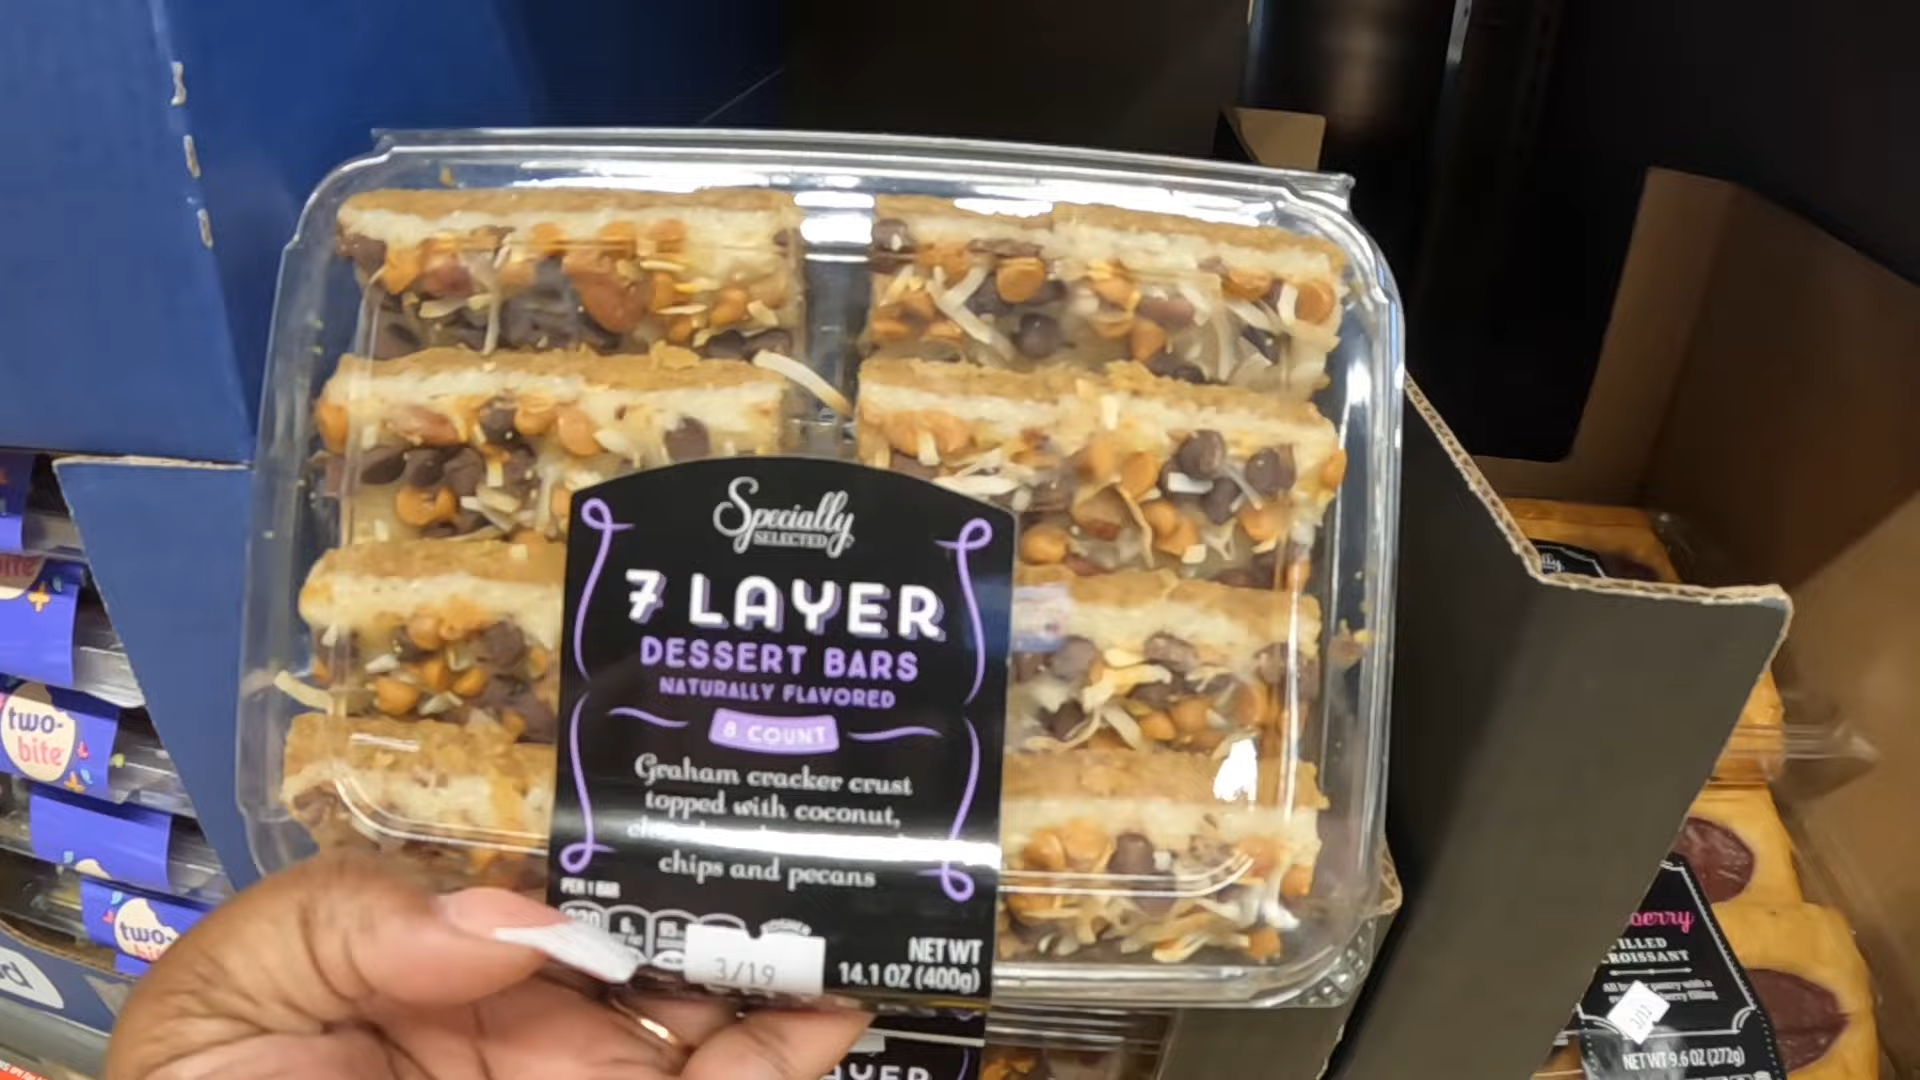 Specially
SELECTED
7 LAYER
DESSERT BARS
NATURALLY FLAVORED
8 COUNT
Graham cracker crust
topped with coconut,
chips and pecans
PER 1 BAR
3/19
NET WT
14.1 OZ (400g)
two-
bite
two-
berry
FILLED
CROISSANT
NET WT 9.6 OZ (272g)
LAYER